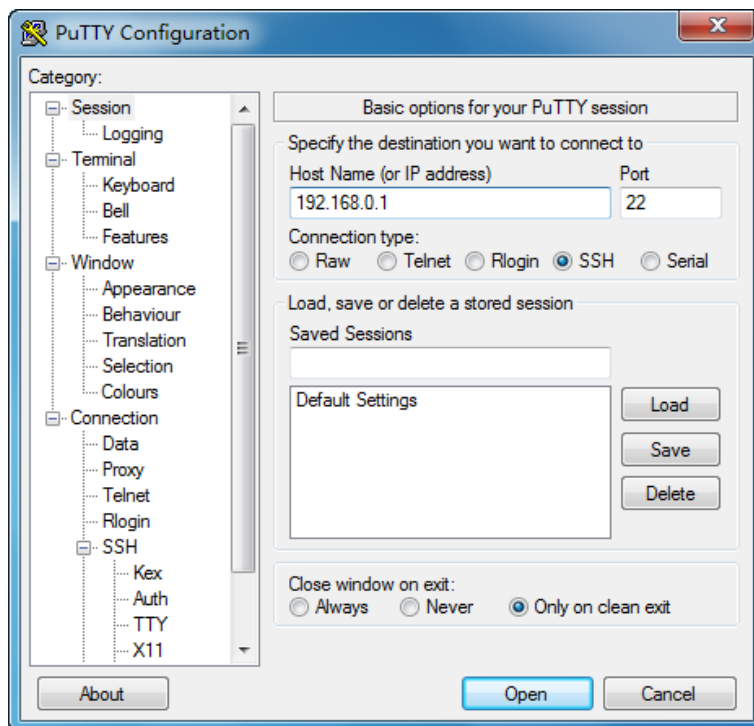 PuTTY Configuration
Category:
Session
Logging
Terminal
Keyboard
Bell
Features
Window
Appearance
Behaviour
Translation
Selection
Colours
Connection
Data
Proxy
Telnet
Rlogin
SSH
Kex
Auth
TTY
X11
Basic options for your PuTTY session
Specify the destination you want to connect to
Host Name (or IP address) Port
192.168.0.1 22
Connection type:
Raw Telnet Rlogin SSH Serial
Load, save or delete a stored session
Saved Sessions
Default Settings
Load
Save
Delete
Close window on exit:
Always Never Only on clean exit
About Open Cancel